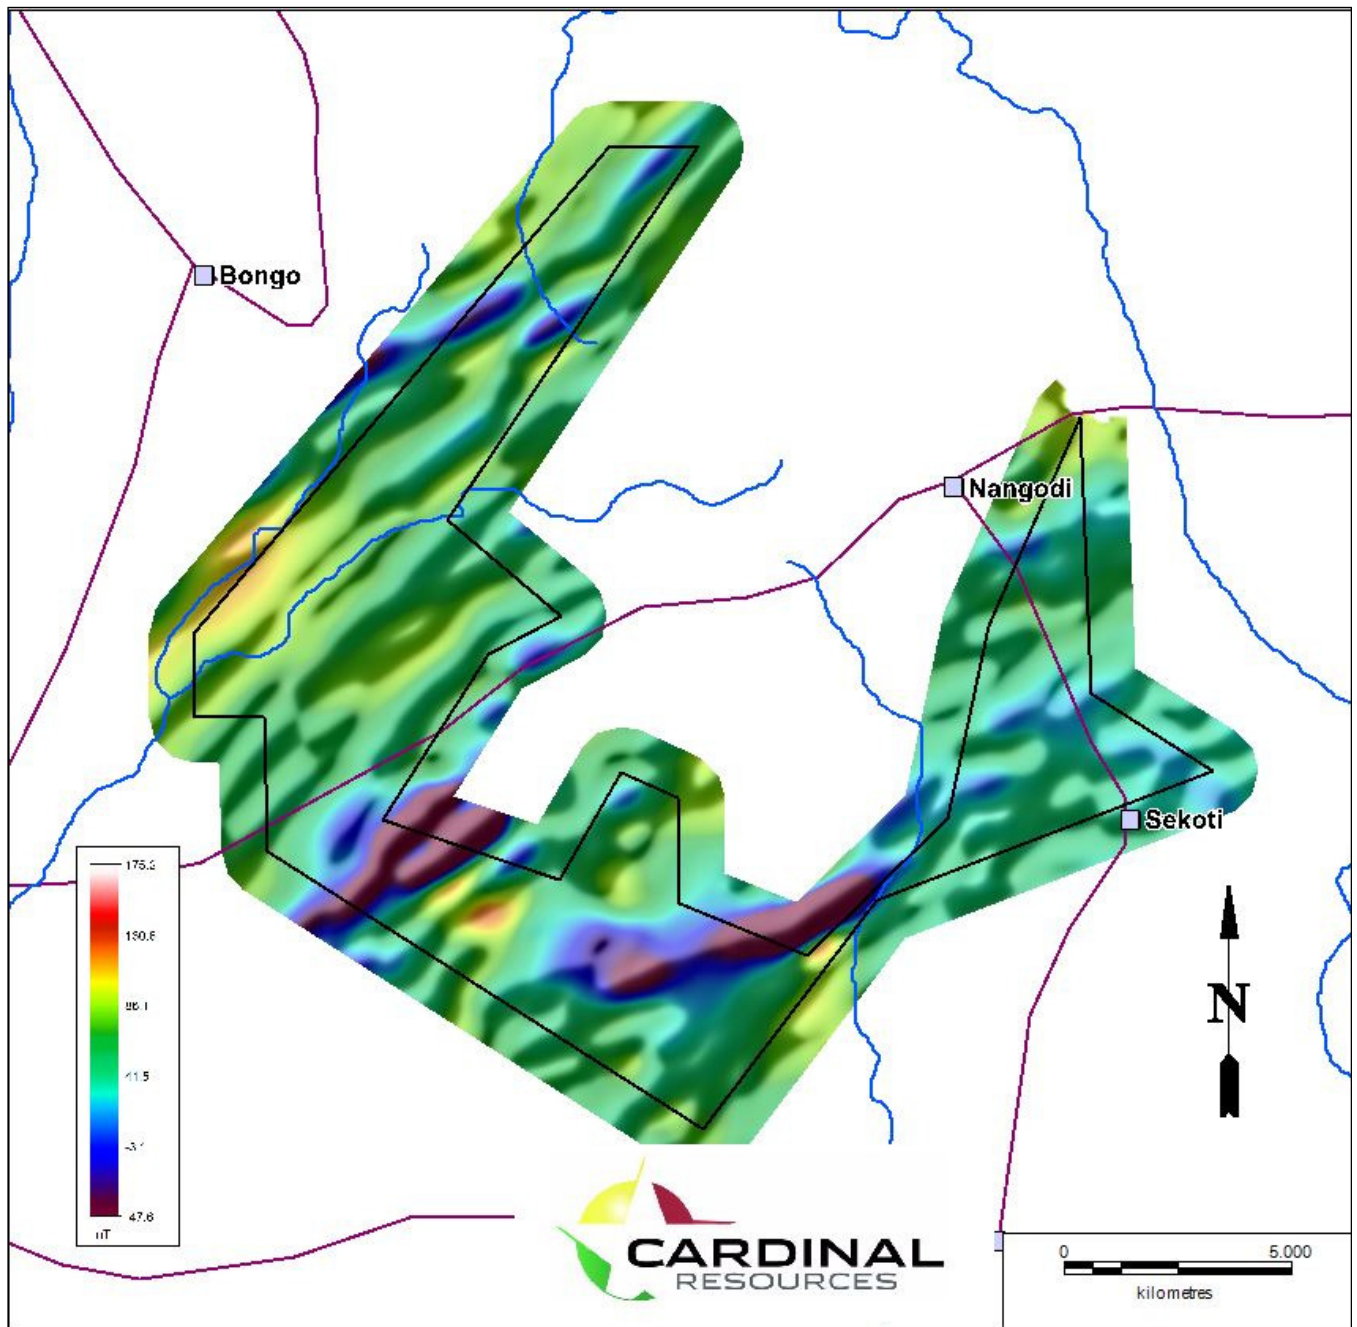 Bongo
Nangodi
Sekoti
175.2
130.6
86.1
41.5
-3.1
-47.6
nT
N
CARDINAL
RESOURCES
0 5.000
kilometres